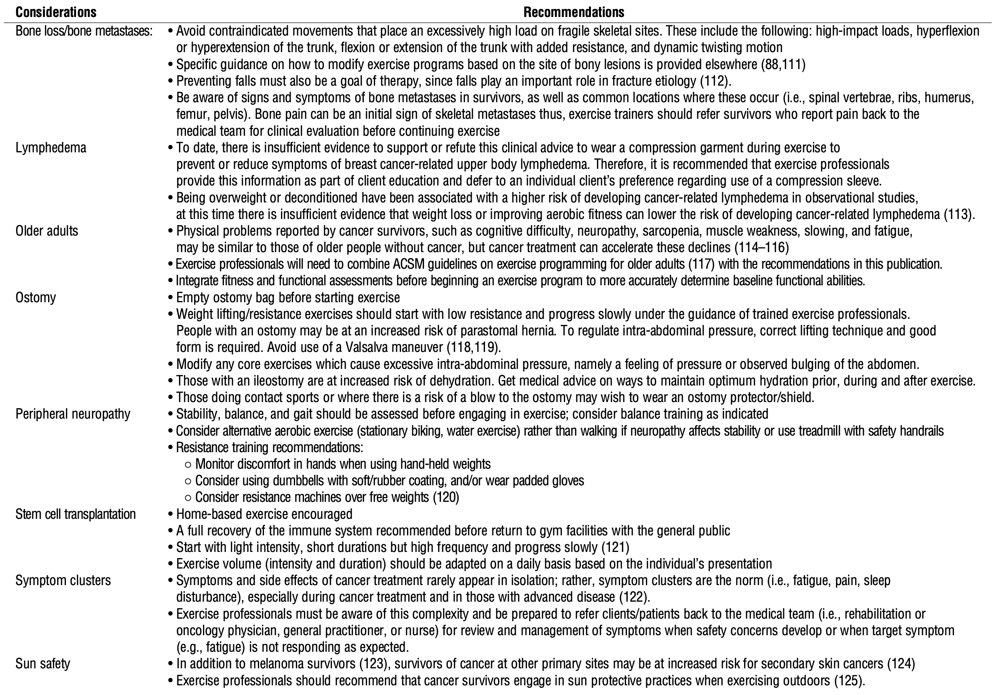 Considerations Recommendations
Bone loss/bone metastases: • Avoid contraindicated movements that place an excessively high load on fragile skeletal sites. These include the following: high-impact loads, hyperflexion
or hyperextension of the trunk, flexion or extension of the trunk with added resistance, and dynamic twisting motion
• Specific guidance on how to modify exercise programs based on the site of bony lesions is provided elsewhere (88,111)
• Preventing falls must also be a goal of therapy, since falls play an important role in fracture etiology (112).
• Be aware of signs and symptoms of bone metastases in survivors, as well as common locations where these occur (i.e., spinal vertebrae, ribs, humerus,
femur, pelvis). Bone pain can be an initial sign of skeletal metastases thus, exercise trainers should refer survivors who report pain back to the
medical team for clinical evaluation before continuing exercise
Lymphedema • To date, there is insufficient evidence to support or refute this clinical advice to wear a compression garment during exercise to
prevent or reduce symptoms of breast cancer-related upper body lymphedema. Therefore, it is recommended that exercise professionals
provide this information as part of client education and defer to an individual client's preference regarding use of a compression sleeve.
• Being overweight or deconditioned have been associated with a higher risk of developing cancer-related lymphedema in observational studies,
at this time there is insufficient evidence that weight loss or improving aerobic fitness can lower the risk of developing cancer-related lymphedema (113).
Older adults • Physical problems reported by cancer survivors, such as cognitive difficulty, neuropathy, sarcopenia, muscle weakness, slowing, and fatigue,
may be similar to those of older people without cancer, but cancer treatment can accelerate these declines (114–116)
• Exercise professionals will need to combine ACSM guidelines on exercise programming for older adults (117) with the recommendations in this publication.
• Integrate fitness and functional assessments before beginning an exercise program to more accurately determine baseline functional abilities.
Ostomy • Empty ostomy bag before starting exercise
• Weight lifting/resistance exercises should start with low resistance and progress slowly under the guidance of trained exercise professionals.
People with an ostomy may be at an increased risk of parastomal hernia. To regulate intra-abdominal pressure, correct lifting technique and good
form is required. Avoid use of a Valsalva maneuver (118,119).
• Modify any core exercises which cause excessive intra-abdominal pressure, namely a feeling of pressure or observed bulging of the abdomen.
• Those with an ileostomy are at increased risk of dehydration. Get medical advice on ways to maintain optimum hydration prior, during and after exercise.
• Those doing contact sports or where there is a risk of a blow to the ostomy may wish to wear an ostomy protector/shield.
Peripheral neuropathy • Stability, balance, and gait should be assessed before engaging in exercise; consider balance training as indicated
• Consider alternative aerobic exercise (stationary biking, water exercise) rather than walking if neuropathy affects stability or use treadmill with safety handrails
• Resistance training recommendations:
○ Monitor discomfort in hands when using hand-held weights
○ Consider using dumbbells with soft/rubber coating, and/or wear padded gloves
○ Consider resistance machines over free weights (120)
Stem cell transplantation • Home-based exercise encouraged
• A full recovery of the immune system recommended before return to gym facilities with the general public
• Start with light intensity, short durations but high frequency and progress slowly (121)
• Exercise volume (intensity and duration) should be adapted on a daily basis based on the individual's presentation
Symptom clusters • Symptoms and side effects of cancer treatment rarely appear in isolation; rather, symptom clusters are the norm (i.e., fatigue, pain, sleep
disturbance), especially during cancer treatment and in those with advanced disease (122).
• Exercise professionals must be aware of this complexity and be prepared to refer clients/patients back to the medical team (i.e., rehabilitation or
oncology physician, general practitioner, or nurse) for review and management of symptoms when safety concerns develop or when target symptom
(e.g., fatigue) is not responding as expected.
Sun safety • In addition to melanoma survivors (123), survivors of cancer at other primary sites may be at increased risk for secondary skin cancers (124)
• Exercise professionals should recommend that cancer survivors engage in sun protective practices when exercising outdoors (125).